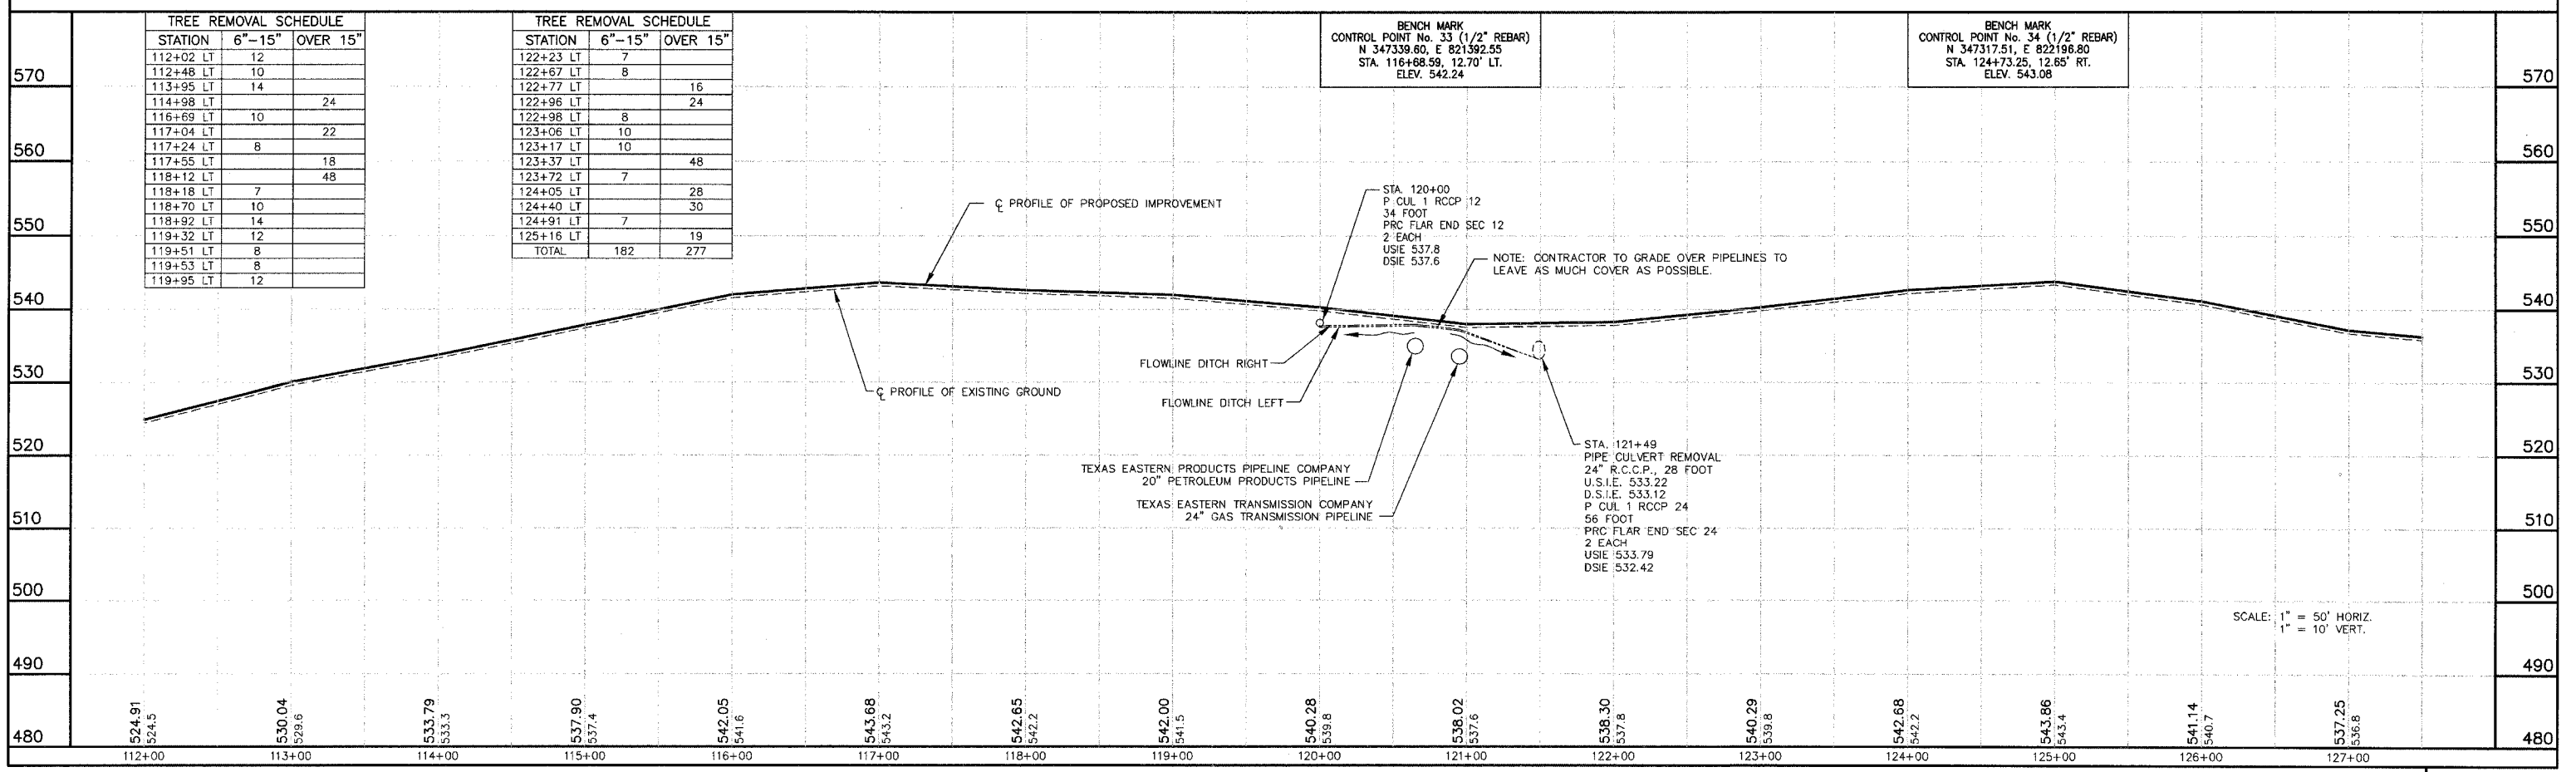 TREE REMOVAL SCHEDULE
STATION 6"-15" OVER 15"
112+02 LT 12
112+48 LT 10
113+95 LT 14
114+98 LT 24
116+69 LT 10
117+04 LT 22
117+24 LT 8
117+55 LT 18
118+12 LT 48
118+18 LT 7
118+70 LT 10
118+92 LT 14
119+32 LT 12
119+51 LT 8
119+53 LT 8
119+95 LT 12
TREE REMOVAL SCHEDULE
STATION 6"-15" OVER 15"
122+23 LT 7
122+67 LT 8
122+77 LT 16
122+96 LT 24
122+98 LT 8
123+06 LT 10
123+17 LT 10
123+37 LT 48
123+72 LT 7
124+05 LT 28
124+40 LT 30
124+91 LT 7
125+16 LT 19
TOTAL 182 277
BENCH MARK
CONTROL POINT No. 33 (1/2" REBAR)
N 347339.60, E 821392.55
STA. 116+68.59, 12.70' LT.
ELEV. 542.24
BENCH MARK
CONTROL POINT No. 34 (1/2" REBAR)
N 347317.51, E 822196.80
STA. 124+73.25, 12.65' RT.
ELEV. 543.08
570
560
550
540
530
520
510
500
490
480
570
560
550
540
530
520
510
500
490
480
℄ PROFILE OF PROPOSED IMPROVEMENT
℄ PROFILE OF EXISTING GROUND
STA. 120+00
P CUL 1 RCCP 12
34 FOOT
PRC FLAR END SEC 12
2 EACH
USIE 537.8
DSIE 537.6
NOTE: CONTRACTOR TO GRADE OVER PIPELINES TO
LEAVE AS MUCH COVER AS POSSIBLE.
FLOWLINE DITCH RIGHT
FLOWLINE DITCH LEFT
TEXAS EASTERN PRODUCTS PIPELINE COMPANY
20" PETROLEUM PRODUCTS PIPELINE
TEXAS EASTERN TRANSMISSION COMPANY
24" GAS TRANSMISSION PIPELINE
STA. 121+49
PIPE CULVERT REMOVAL
24" R.C.C.P., 28 FOOT
U.S.I.E. 533.22
D.S.I.E. 533.12
P CUL 1 RCCP 24
56 FOOT
PRC FLAR END SEC 24
2 EACH
USIE 533.79
DSIE 532.42
SCALE: 1" = 50' HORIZ.
1" = 10' VERT.
524.91
524.5
530.04
529.6
533.79
533.3
537.90
537.4
542.05
541.6
543.68
543.2
542.65
542.2
542.00
541.5
540.28
539.8
538.02
537.6
538.30
537.8
540.29
539.8
542.68
542.2
543.86
543.4
541.14
540.7
537.25
536.8
112+00 113+00 114+00 115+00 116+00 117+00 118+00 119+00 120+00 121+00 122+00 123+00 124+00 125+00 126+00 127+00